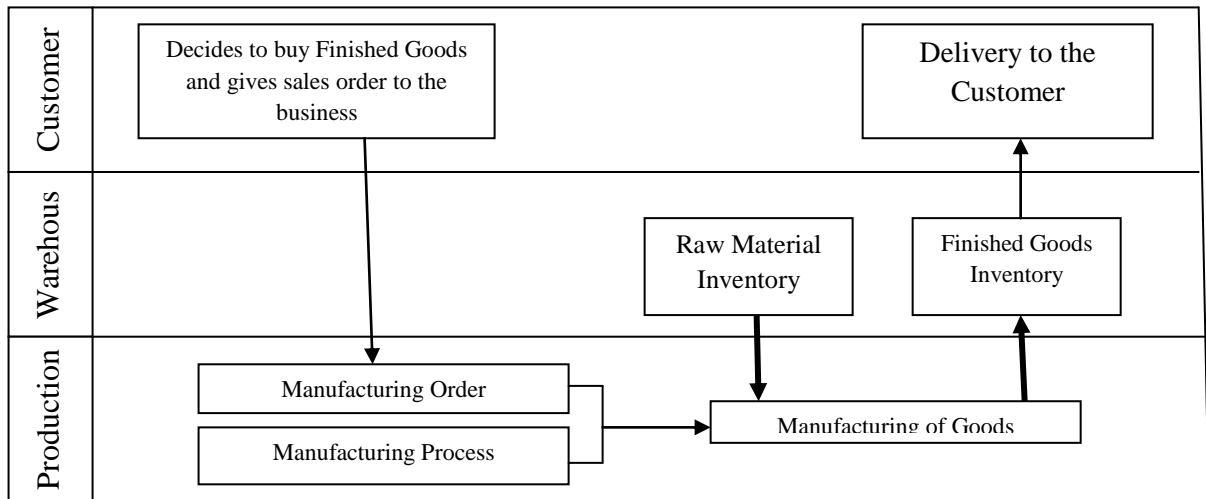 Customer
Decides to buy Finished Goods
and gives sales order to the
business
Delivery to the
Customer
Warehous
Raw Material
Inventory
Finished Goods
Inventory
Production
Manufacturing Order
Manufacturing Process
Manufacturing of Goods